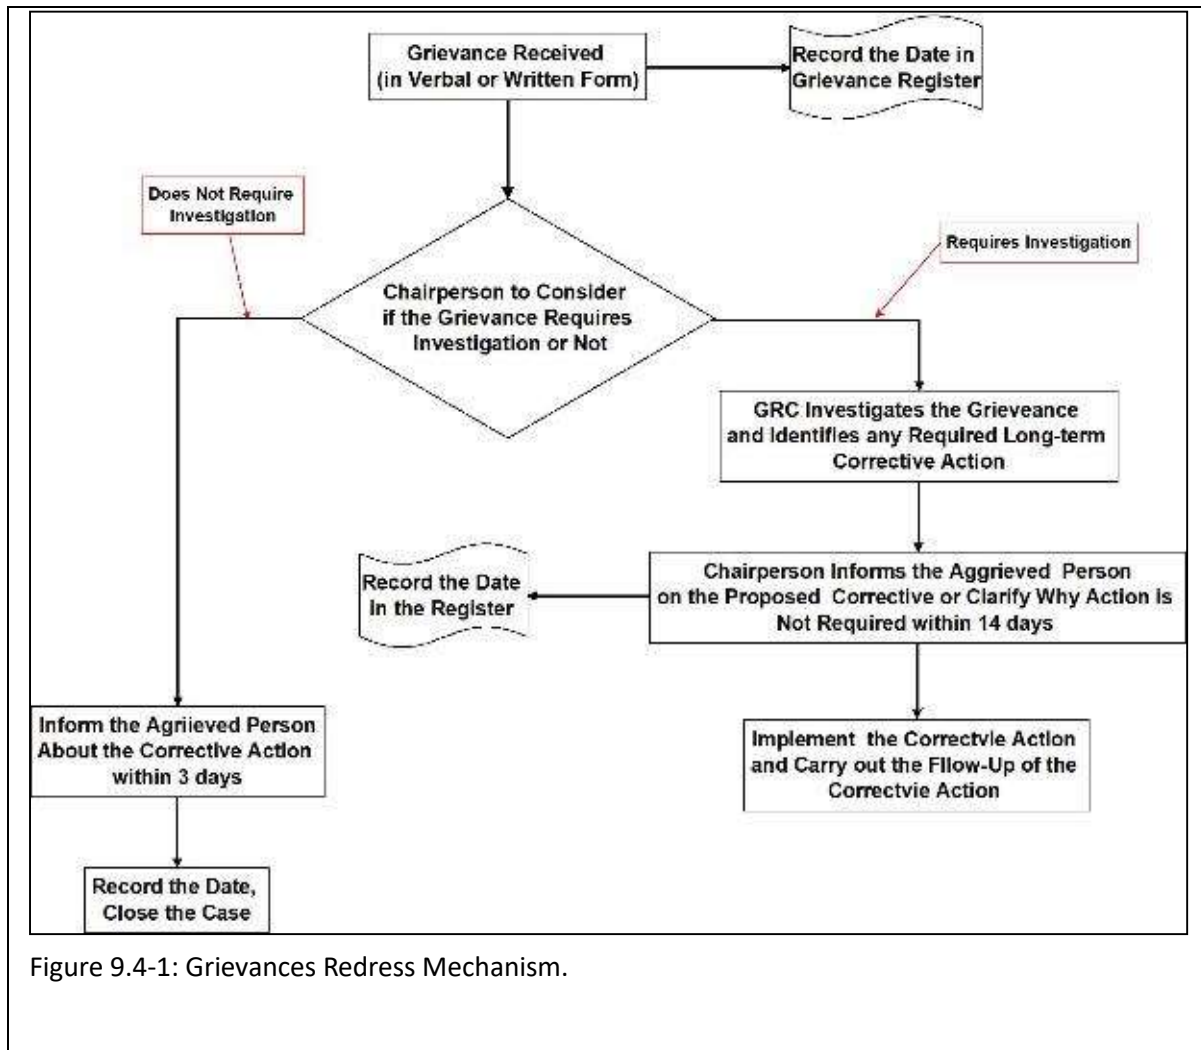 Grievance Received
(in Verbal or Written Form)
Record the Date in
Grievance Register
Does Not Require
Investigation
Requires Investigation
Chairperson to Consider
if the Grievance Requires
Investigation or Not
GRC Investigates the Grieveance
and Identifies any Required Long-term
Corrective Action
Record the Date
in the Register
Chairperson Informs the Aggrieved Person
on the Proposed Corrective or Clarify Why Action is
Not Required within 14 days
Inform the Agriieved Person
About the Corrective Action
within 3 days
Implement the Correctvie Action
and Carry out the Fllow-Up of the
Correctvie Action
Record the Date,
Close the Case
Figure 9.4-1: Grievances Redress Mechanism.